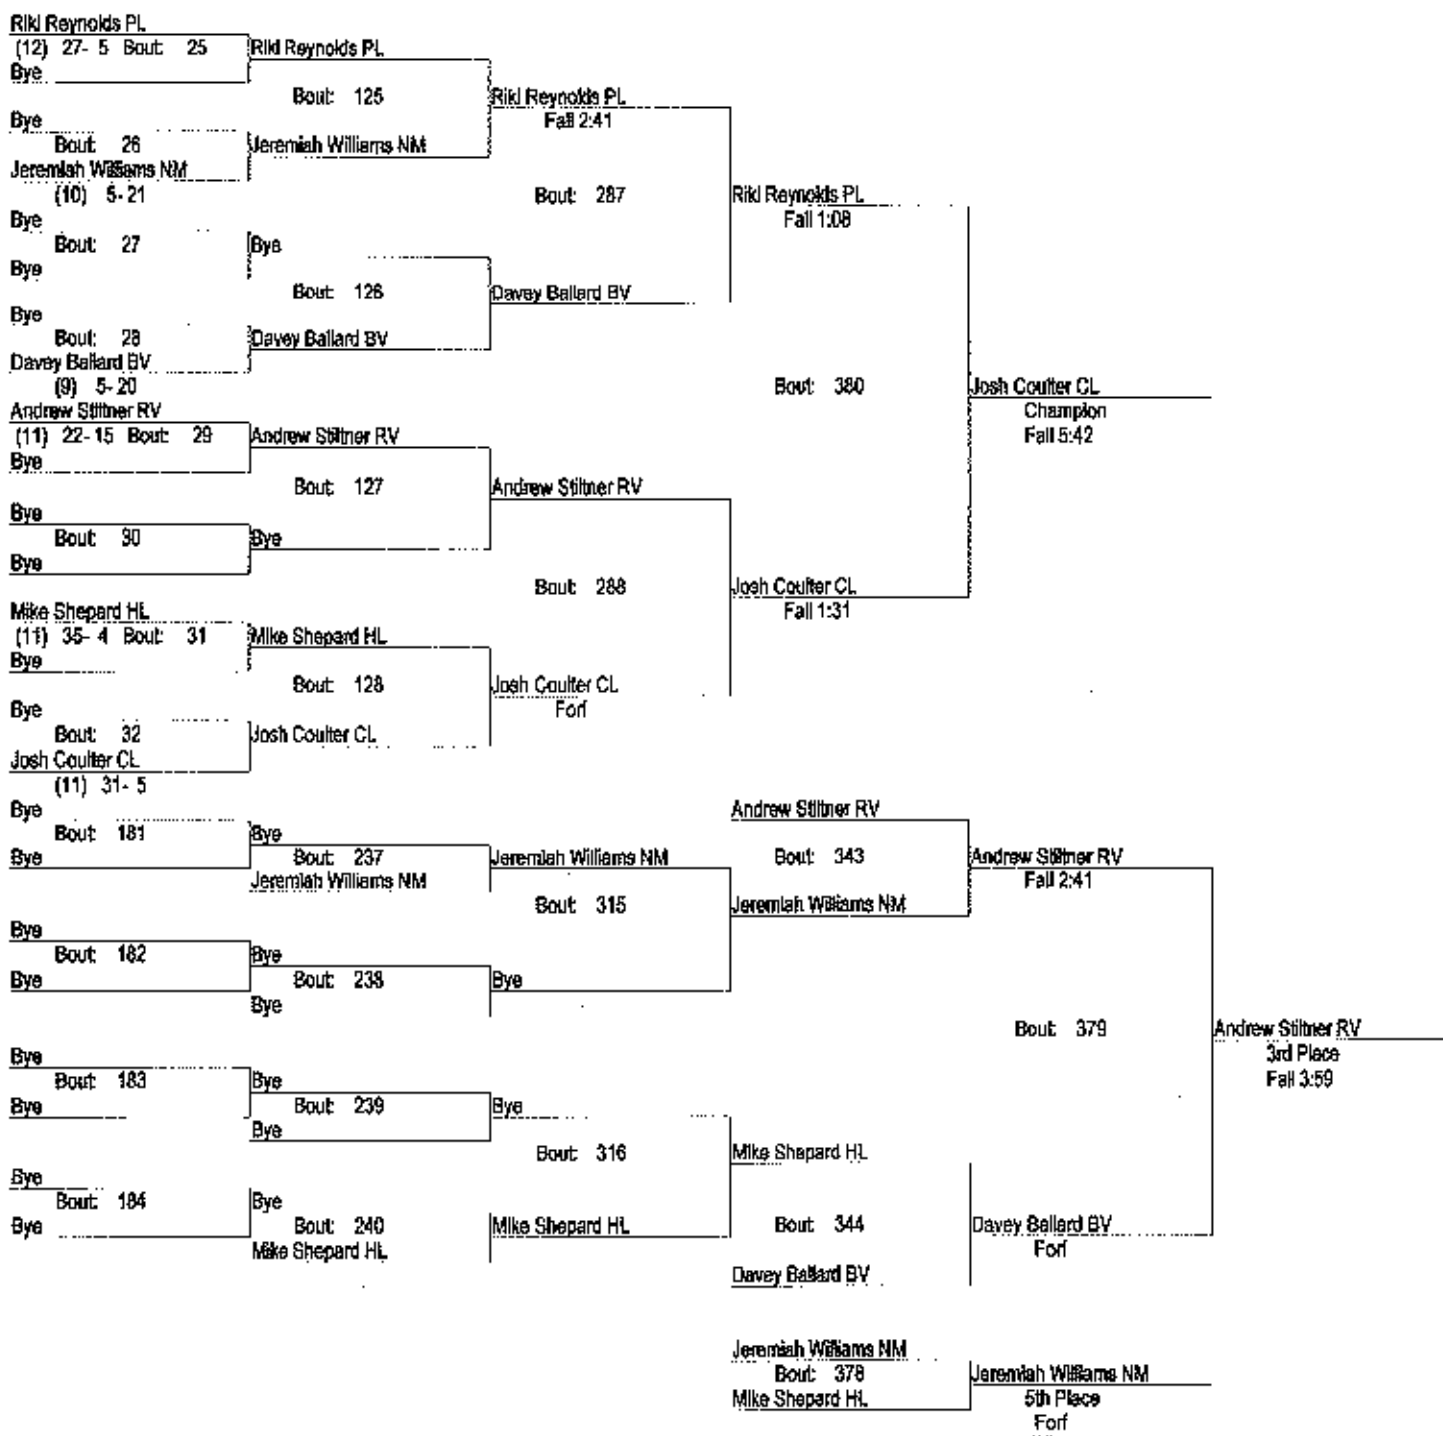 Riki Reynolds PL
(12) 27- 5 Bout: 25 Riki Reynolds PL
Bye
Bout: 125 Riki Reynolds PL
Bye Fall 2:41
Bout: 26 Jeremiah Williams NM
Jeremiah Williams NM
(10) 5- 21 Bout: 287 Riki Reynolds PL
Bye Fall 1:08
Bout: 27 Bye
Bye
Bout: 126 Davey Ballard BV
Bye
Bout: 28 Davey Ballard BV
Davey Ballard BV
(9) 5- 20 Bout: 380 Josh Coulter CL
Andrew Stiltner RV Champion
(11) 22- 15 Bout: 29 Andrew Stiltner RV Fall 5:42
Bye
Bout: 127 Andrew Stiltner RV
Bye
Bout: 30 Bye
Bye
Bout: 288 Josh Coulter CL
Mike Shepard HL Fall 1:31
(11) 35- 4 Bout: 31 Mike Shepard HL
Bye
Bout: 128 Josh Coulter CL
Bye Forf
Bout: 32 Josh Coulter CL
Josh Coulter CL
(11) 31- 5
Bye Andrew Stiltner RV
Bout: 181 Bye
Bye Bout: 237 Jeremiah Williams NM Bout: 343 Andrew Stiltner RV
Jeremiah Williams NM Fall 2:41
Bout: 315 Jeremiah Williams NM
Bye
Bout: 182 Bye
Bye Bout: 238 Bye
Bye
Bout: 379 Andrew Stiltner RV
Bye 3rd Place
Bout: 183 Bye Fall 3:59
Bye Bout: 239 Bye
Bye
Bout: 316 Mike Shepard HL
Bye
Bout: 184 Bye
Bye Bout: 240 Mike Shepard HL Bout: 344 Davey Ballard BV
Mike Shepard HL Forf
Davey Ballard BV
Jeremiah Williams NM
Bout: 378 Jeremiah Williams NM
Mike Shepard HL 5th Place
Forf